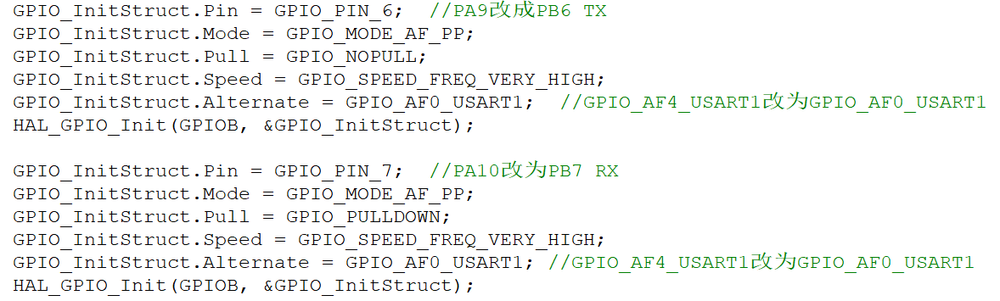 GPIO_InitStruct.Pin = GPIO_PIN_6;  //PA9改成PB6 TX
GPIO_InitStruct.Mode = GPIO_MODE_AF_PP;
GPIO_InitStruct.Pull = GPIO_NOPULL;
GPIO_InitStruct.Speed = GPIO_SPEED_FREQ_VERY_HIGH;
GPIO_InitStruct.Alternate = GPIO_AF0_USART1;  //GPIO_AF4_USART1改为GPIO_AF0_USART1
HAL_GPIO_Init(GPIOB, &GPIO_InitStruct);

GPIO_InitStruct.Pin = GPIO_PIN_7;  //PA10改为PB7 RX
GPIO_InitStruct.Mode = GPIO_MODE_AF_PP;
GPIO_InitStruct.Pull = GPIO_PULLDOWN;
GPIO_InitStruct.Speed = GPIO_SPEED_FREQ_VERY_HIGH;
GPIO_InitStruct.Alternate = GPIO_AF0_USART1; //GPIO_AF4_USART1改为GPIO_AF0_USART1
HAL_GPIO_Init(GPIOB, &GPIO_InitStruct);